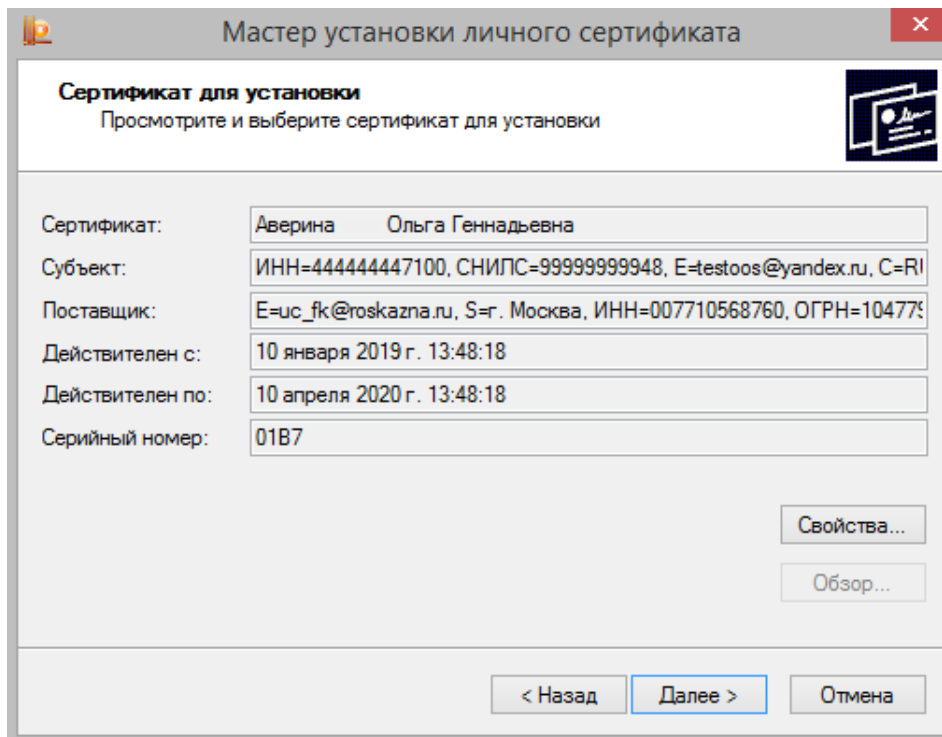 Мастер установки личного сертификата
Сертификат для установки
Просмотрите и выберите сертификат для установки
Сертификат: Аверина Ольга Геннадьевна
Субъект: ИНН=444444447100, СНИЛС=99999999948, E=testoos@yandex.ru, C=RU
Поставщик: E=uc_fk@roskazna.ru, S=г. Москва, ИНН=007710568760, ОГРН=104779
Действителен с: 10 января 2019 г. 13:48:18
Действителен по: 10 апреля 2020 г. 13:48:18
Серийный номер: 01B7
Свойства...
Обзор...
< Назад Далее > Отмена